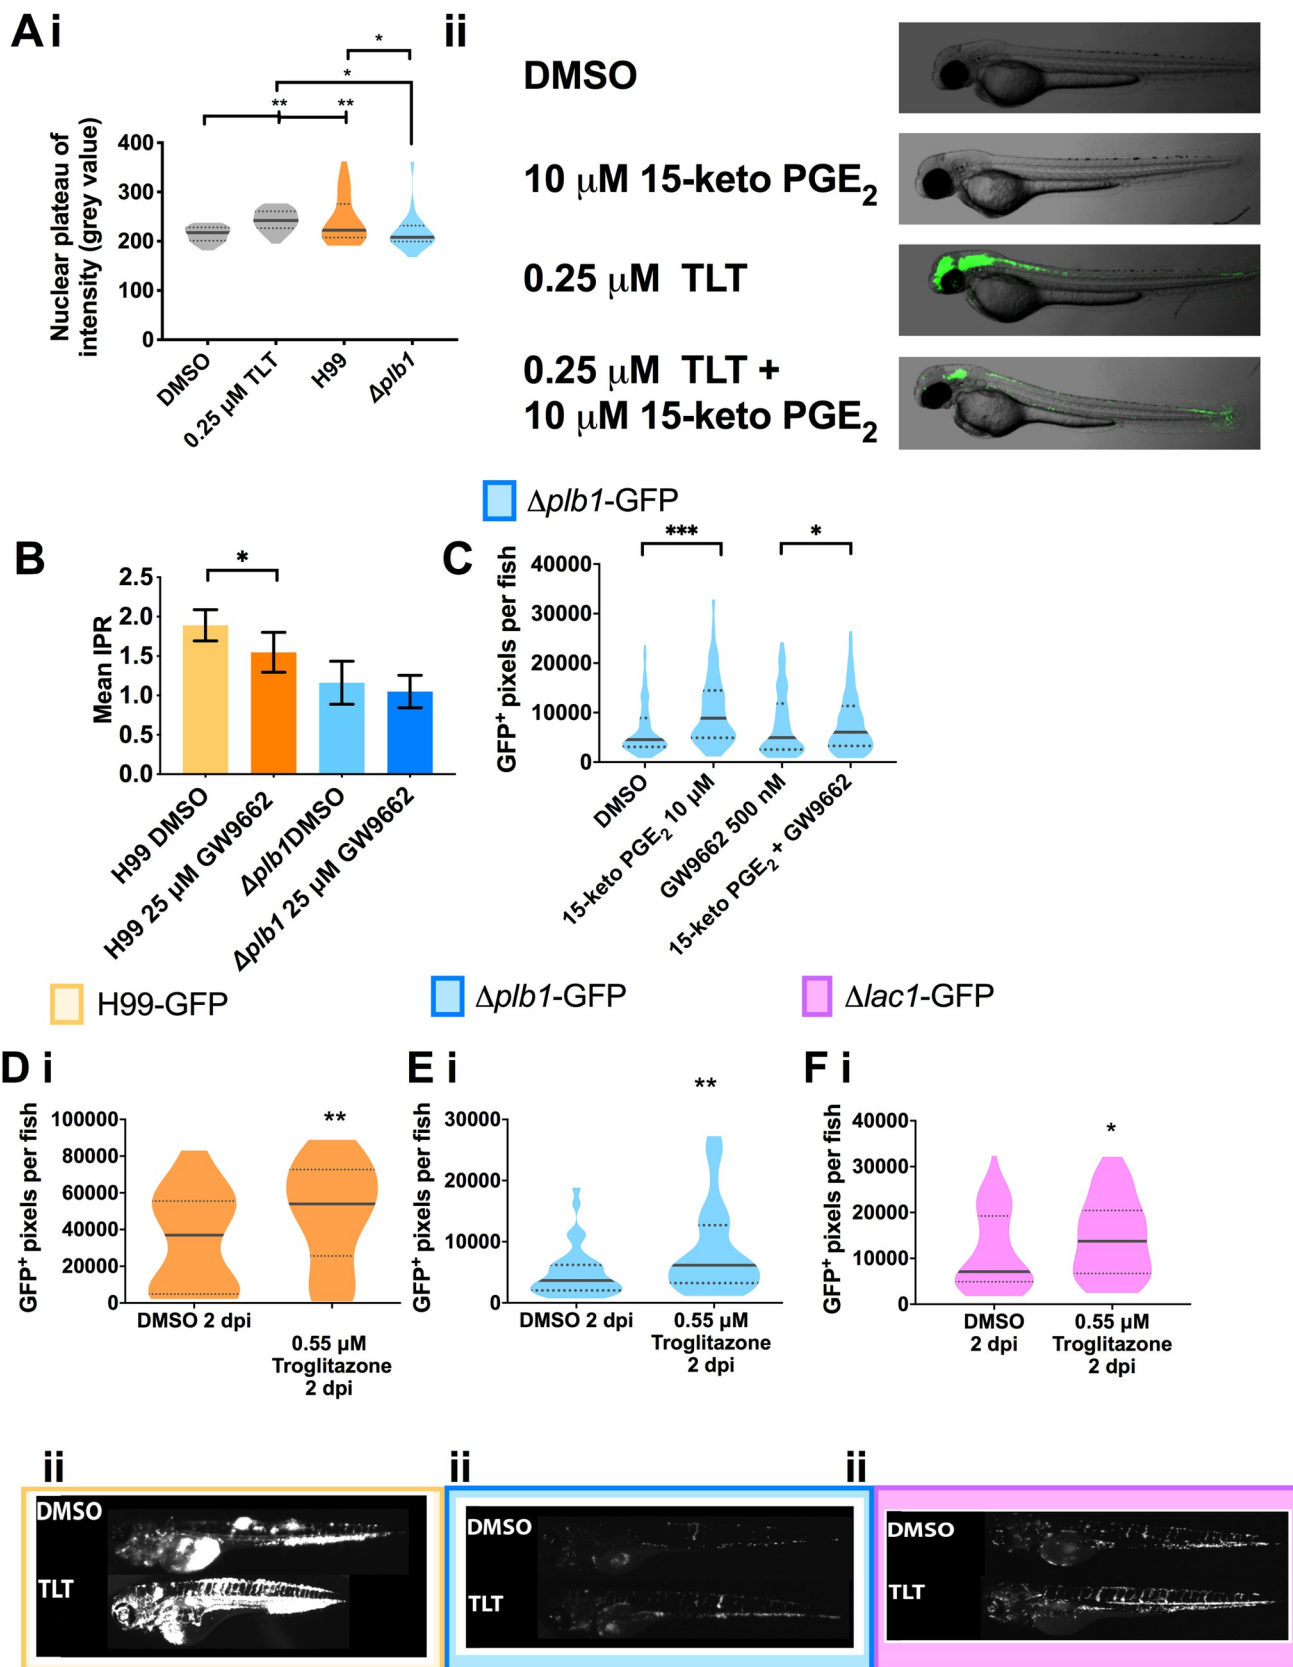 A i
Nuclear plateau of
intensity (grey value)
400
300
200
100
0
**
**
*
*
DMSO
0.25 µM TLT
H99
Δplb1
ii
DMSO
10 µM 15-keto PGE2
0.25 µM TLT
0.25 µM TLT +
10 µM 15-keto PGE2
B
Mean IPR
2.5
2.0
1.5
1.0
0.5
0.0
*
H99 DMSO
H99 25 µM GW9662
Δplb1DMSO
Δplb1 25 µM GW9662
Δplb1-GFP
C
GFP+ pixels per fish
40000
30000
20000
10000
0
***
*
DMSO
15-keto PGE2 10 µM
GW9662 500 nM
15-keto PGE2 + GW9662
H99-GFP
Δplb1-GFP
Δlac1-GFP
D i
GFP+ pixels per fish
100000
80000
60000
40000
20000
0
**
DMSO 2 dpi
0.55 µM
Troglitazone
2 dpi
E i
GFP+ pixels per fish
30000
20000
10000
0
**
DMSO 2 dpi
0.55 µM
Troglitazone
2 dpi
F i
GFP+ pixels per fish
40000
30000
20000
10000
0
*
DMSO
2 dpi
0.55 µM
Troglitazone
2 dpi
ii
DMSO
TLT
ii
DMSO
TLT
ii
DMSO
TLT